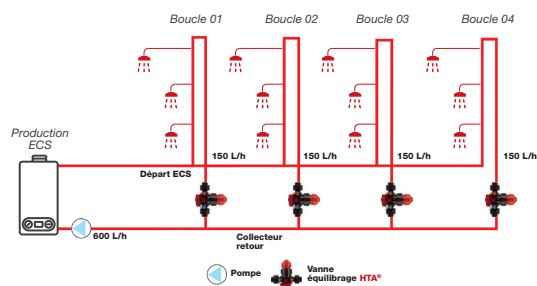 Boucle 01
Boucle 02
Boucle 03
Boucle 04
Production
ECS
150 L/h
150 L/h
150 L/h
150 L/h
Départ ECS
600 L/h
Collecteur
retour
Pompe
Vanne
équilibrage HTA®